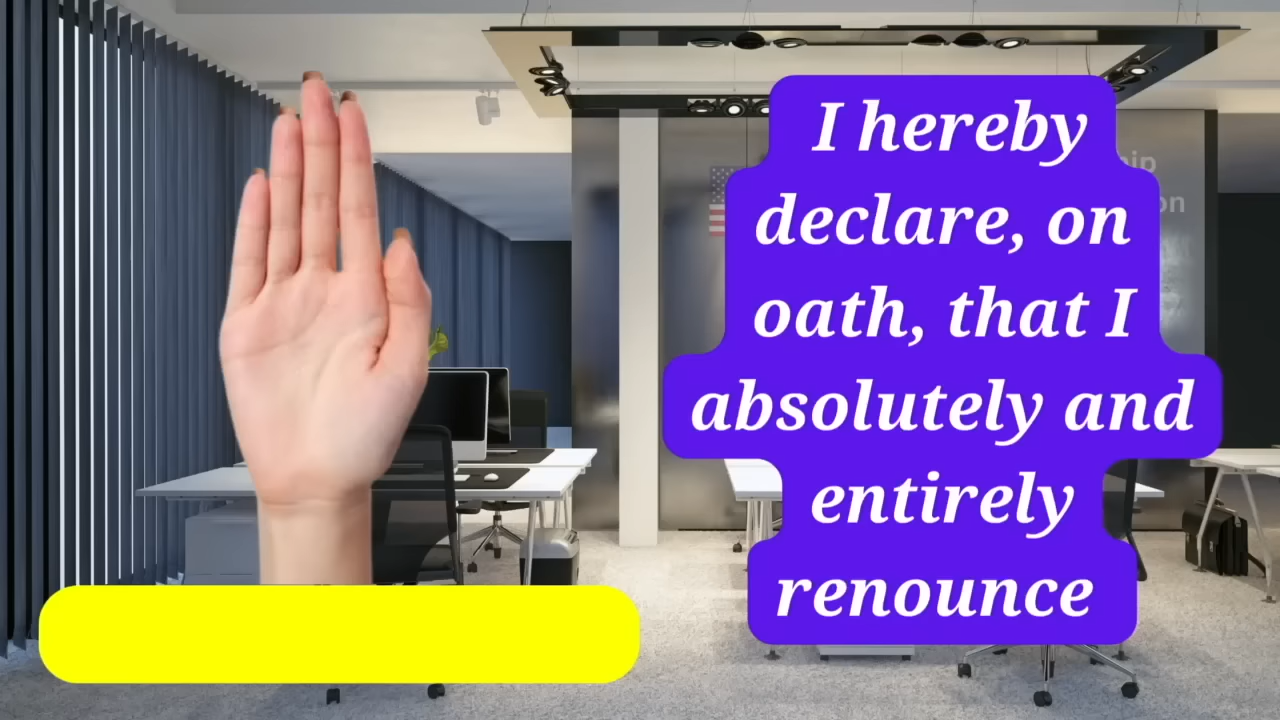 I hereby
declare, on
oath, that I
absolutely and
entirely
renounce